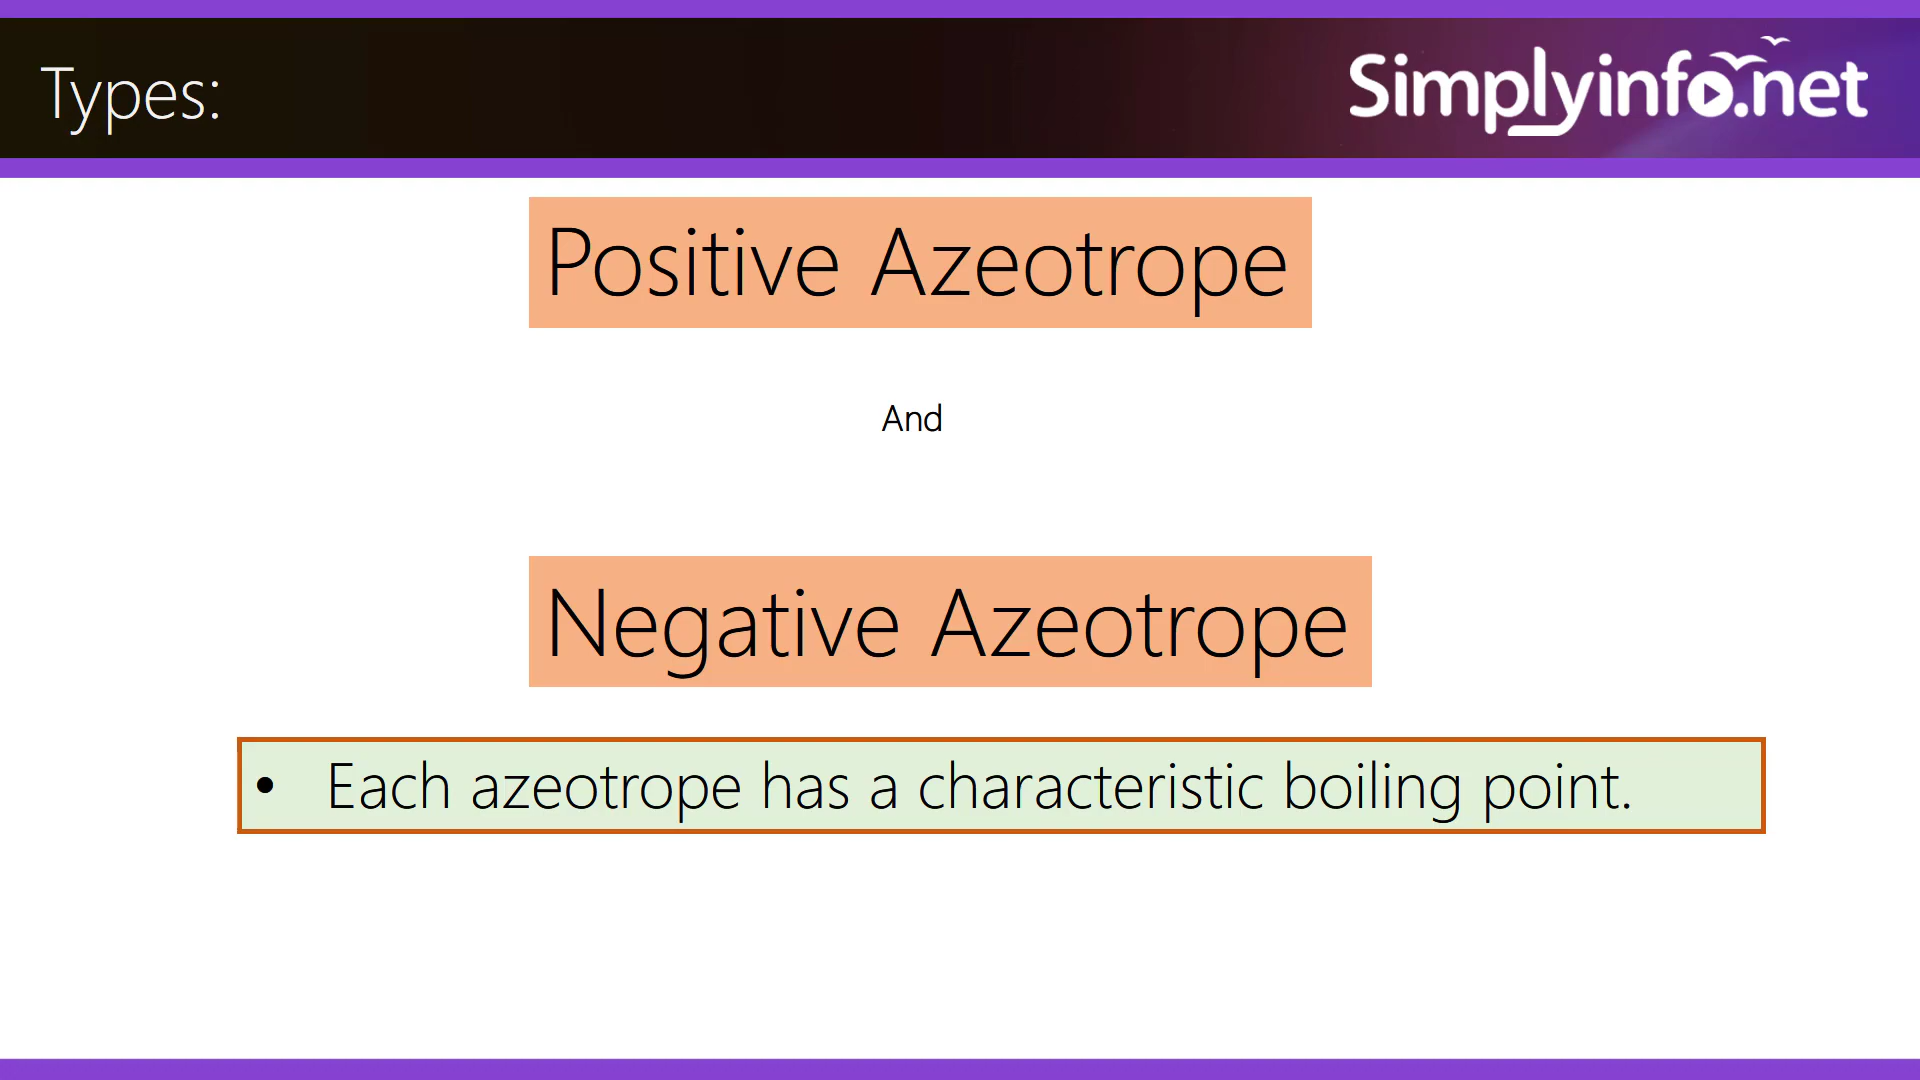 Types:
Simplyinfo.net
Positive Azeotrope
And
Negative Azeotrope
• Each azeotrope has a characteristic boiling point.